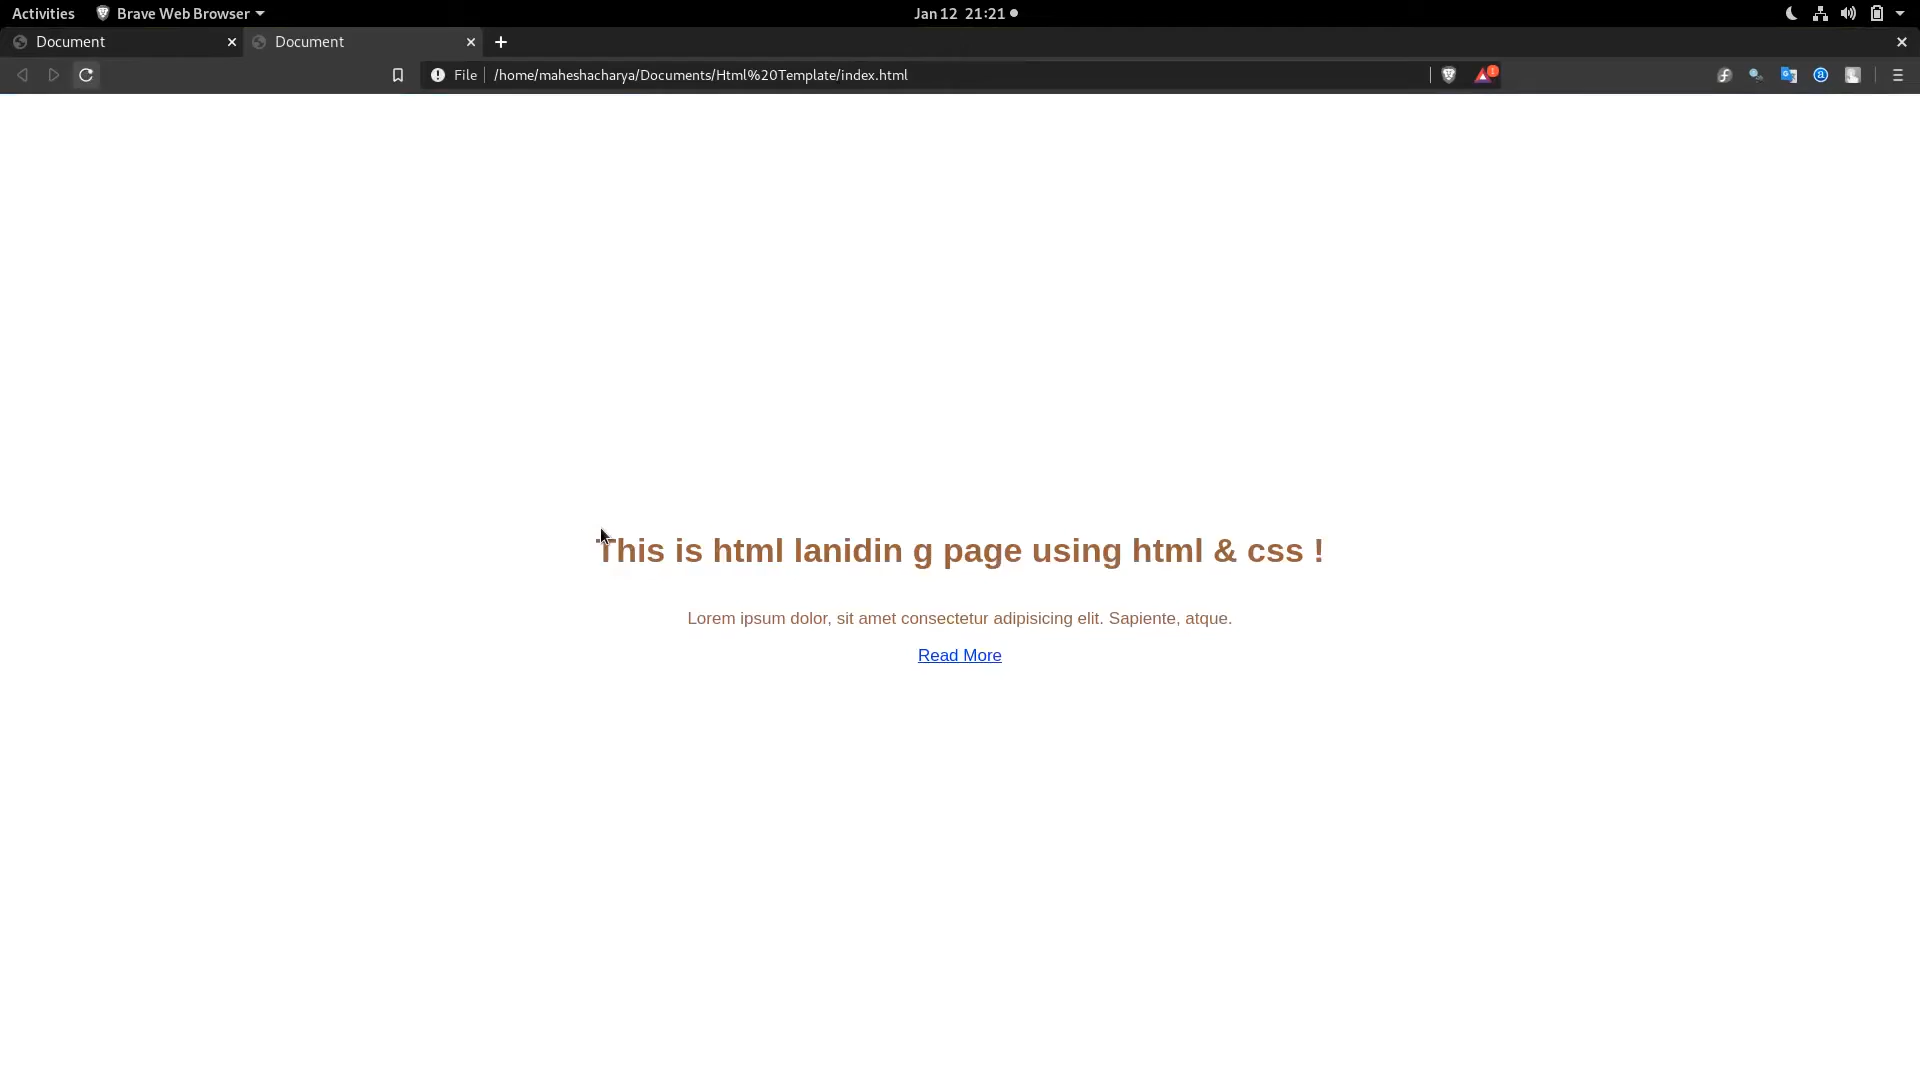 Activities Brave Web Browser Jan 12 21:21
Document Document
File /home/maheshacharya/Documents/Html%20Template/index.html
This is html lanidin g page using html & css !
Lorem ipsum dolor, sit amet consectetur adipisicing elit. Sapiente, atque.
Read More